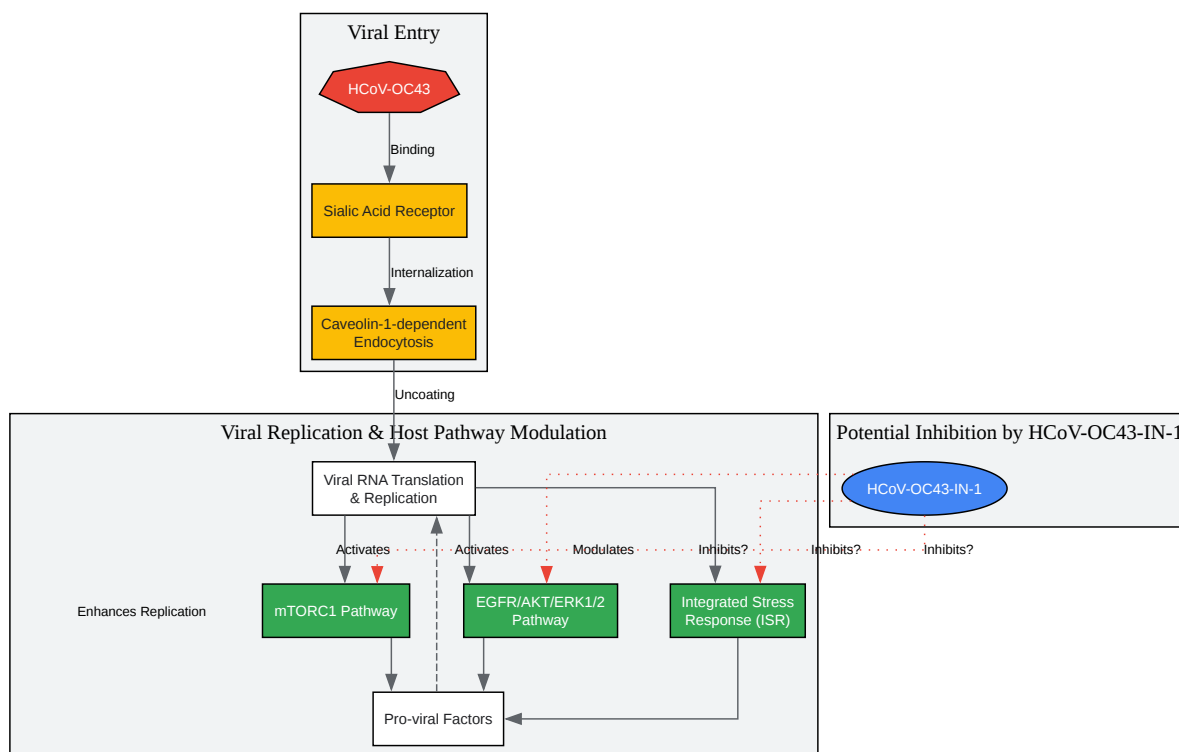 Viral Entry
HCoV-OC43
Binding
Sialic Acid Receptor
Internalization
Caveolin-1-dependent
Endocytosis
Uncoating
Viral Replication & Host Pathway Modulation
Potential Inhibition by HCoV-OC43-IN-1
Viral RNA Translation
& Replication
HCoV-OC43-IN-1
Activates
Activates
Modulates
Inhibits?
Inhibits?
Inhibits?
Enhances Replication
mTORC1 Pathway
EGFR/AKT/ERK1/2
Pathway
Integrated Stress
Response (ISR)
Pro-viral Factors